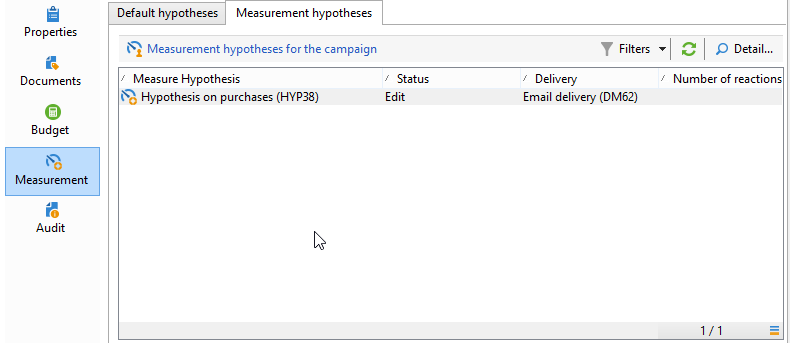 Properties
Documents
Budget
Measurement
Audit
Default hypotheses
Measurement hypotheses
Measurement hypotheses for the campaign
Filters
Detail...
Measure Hypothesis
Status
Delivery
Number of reactions
Hypothesis on purchases (HYP38)
Edit
Email delivery (DM62)
1 / 1